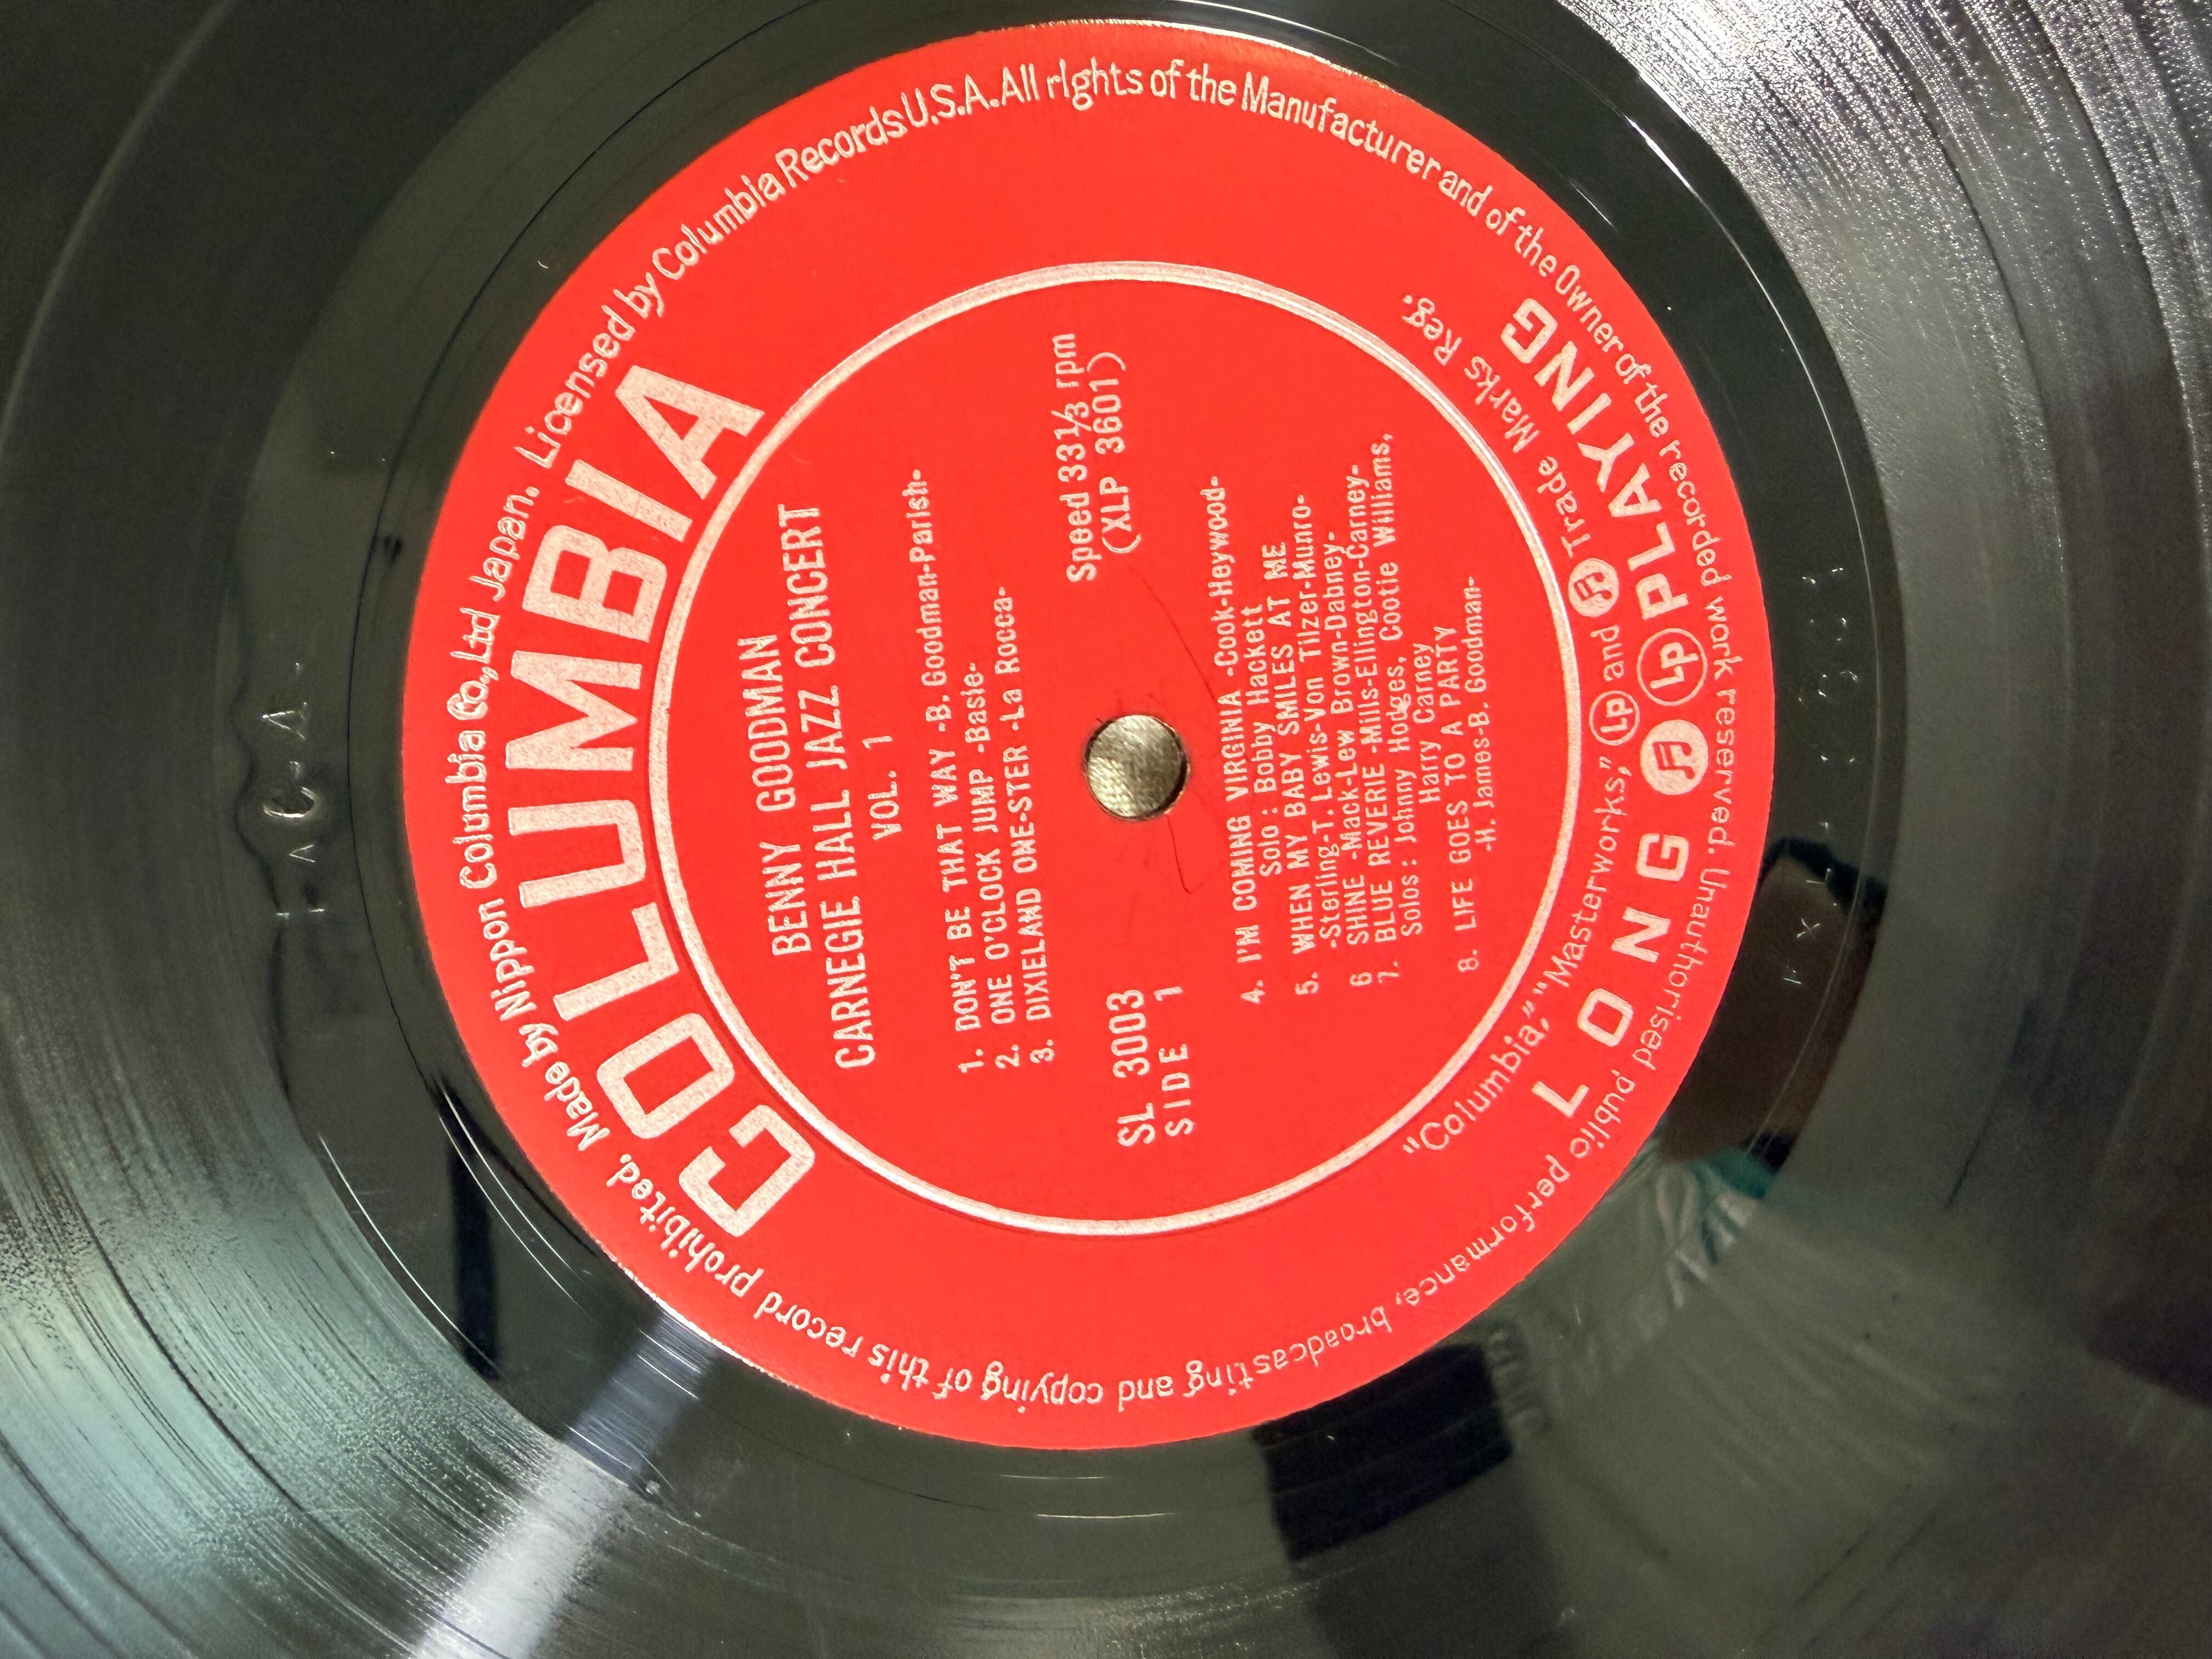 Made by Nippon Columbia Co.,Ltd Japan. Licensed by Columbia Records U.S.A. All rights of the Manufacturer and of the Owner of the recorded work reserved. Unauthorised public performance, broadcasting and copying of this record prohibited.
COLUMBIA
BENNY GOODMAN
CARNEGIE HALL JAZZ CONCERT
VOL. 1
1. DON'T BE THAT WAY -B. Goodman-Parish-
2. ONE O'CLOCK JUMP -Basie-
3. DIXIELAND ONE-STER -La Rocca-
SL 3003
SIDE 1
Speed 33 1/3 rpm
(XLP 3601)
4. I'M COMING VIRGINIA -Cook-Heywood-
Solo : Bobby Hackett
5. WHEN MY BABY SMILES AT ME
-Sterling-T. Lewis-Von Tilzer-Munro-
6 SHINE -Mack-Lew Brown-Dabney-
7. BLUE REVERIE -Mills-Ellington-Carney-
Solos : Johnny Hodges, Cootie Williams,
Harry Carney
8. LIFE GOES TO A PARTY
-H. James-B. Goodman-
"Columbia," "Masterworks," Lp and ♫ Trade Marks Reg.
LONG ♫ Lp PLAYING